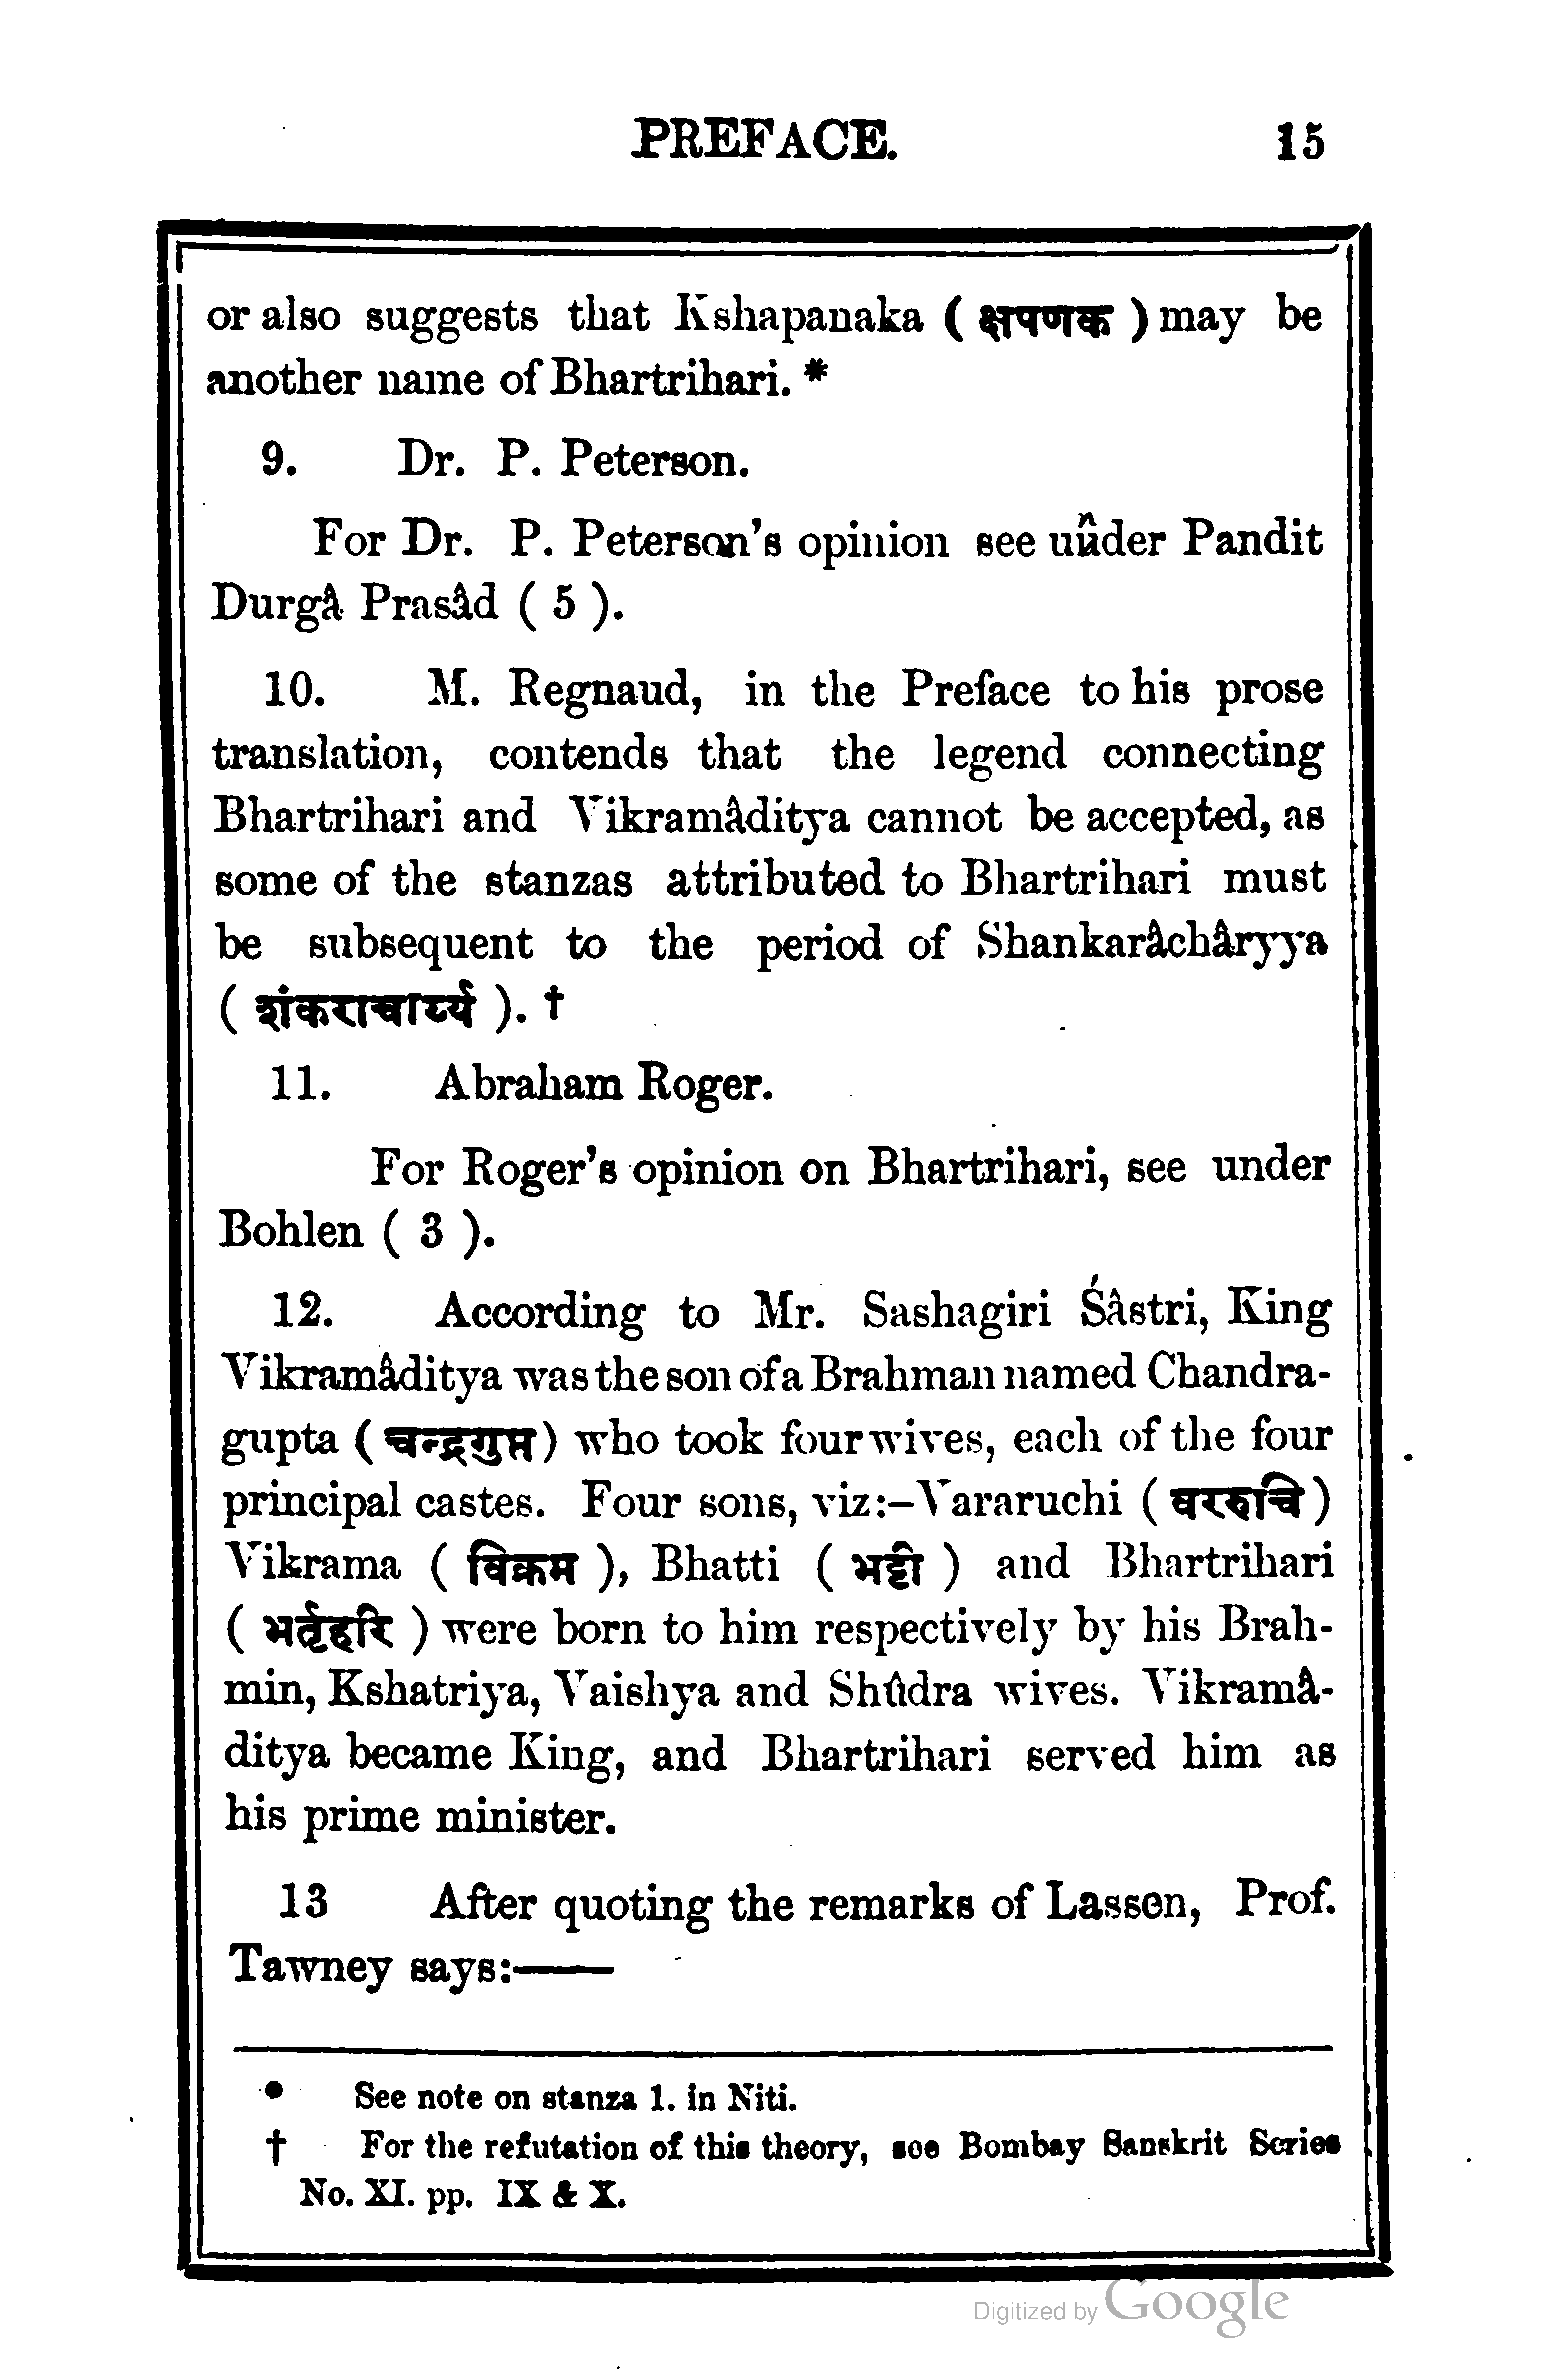 PREFACE. 15
or also suggests that Kshapanaka ( क्षपणक ) may be
another name of Bhartrihari. *
9. Dr. P. Peterson.
For Dr. P. Peterson's opinion see uûder Pandit
Durgâ Prasâd ( 5 ).
10. M. Regnaud, in the Preface to his prose
translation, contends that the legend connecting
Bhartrihari and Vikramâditya cannot be accepted, as
some of the stanzas attributed to Bhartrihari must
be subsequent to the period of Shankarâchâryya
( शंकराचार्य्य ). †
11. Abraham Roger.
For Roger's opinion on Bhartrihari, see under
Bohlen ( 3 ).
12. According to Mr. Sashagiri Śâstri, King
Vikramâditya was the son of a Brahman named Chandra-
gupta ( चन्द्रगुप्त) who took four wives, each of the four
principal castes. Four sons, viz:–Vararuchi ( वररुचि )
Vikrama ( विक्रम ), Bhatti ( भट्टी ) and Bhartrihari
( भर्तृहरि ) were born to him respectively by his Brah-
min, Kshatriya, Vaishya and Shûdra wives. Vikramâ-
ditya became King, and Bhartrihari served him as
his prime minister.
13 After quoting the remarks of Lassen, Prof.
Tawney says:——
* See note on stanza 1. in Niti.
† For the refutation of this theory, see Bombay Sanskrit Series
No. XI. pp. IX & X.
Digitized by Google